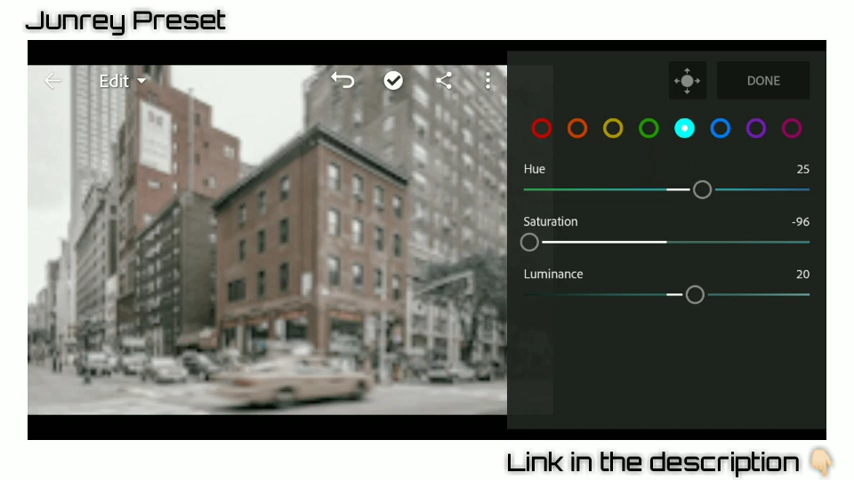 Junrey Preset
Edit
DONE
Hue 25
Saturation -96
Luminance 20
Link in the description 👇🏻